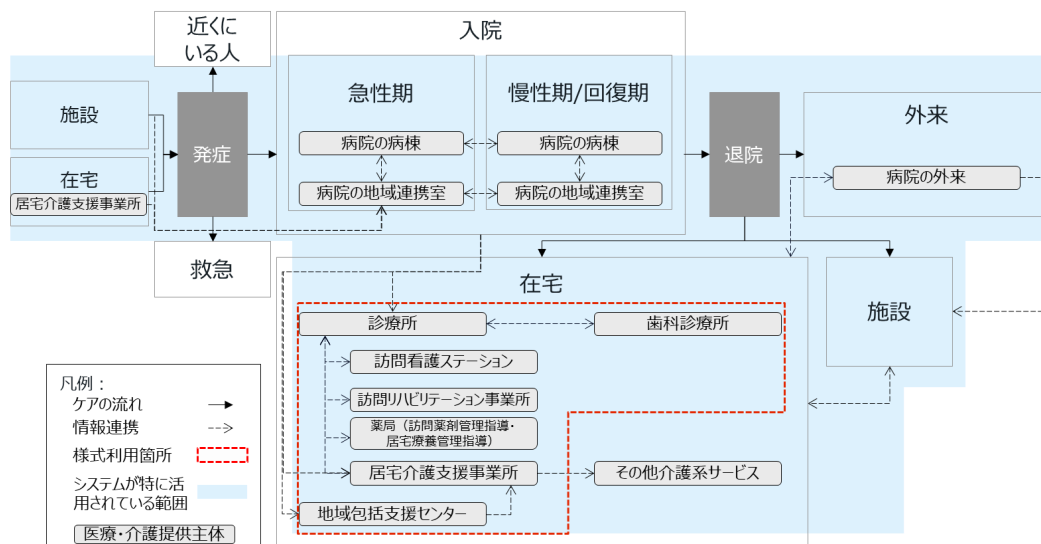 近くに
いる人
入院
急性期
慢性期/回復期
外来
施設
発症
病院の病棟
病院の病棟
退院
病院の外来
在宅
病院の地域連携室
病院の地域連携室
居宅介護支援事業所
救急
在宅
施設
診療所
歯科診療所
訪問看護ステーション
訪問リハビリテーション事業所
薬局（訪問薬剤管理指導・
居宅療養管理指導）
居宅介護支援事業所
その他介護系サービス
地域包括支援センター
凡例：
ケアの流れ
情報連携
様式利用箇所
システムが特に活
用されている範囲
医療・介護提供主体